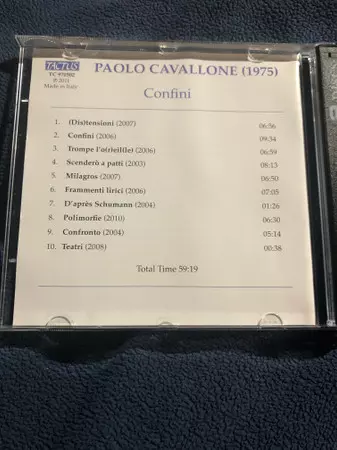 TACTUS
TC
℗ 2011
Made in Italy
PAOLO CAVALLONE (1975)
Confini
1. (Dis)tensioni (2007) 06:56
2. Confini (2006) 09:34
3. Trompe l'o(rei)lle) (2006) 06:59
4. Scenderò a patti (2003) 08:13
5. Milagros (2007) 06:50
6. Frammenti lirici (2006) 07:05
7. D'après Schumann (2004) 01:26
8. Polimorfie (2010) 06:30
9. Confronto (2004) 05:14
10. Teatri (2008) 00:38
Total Time 59:19